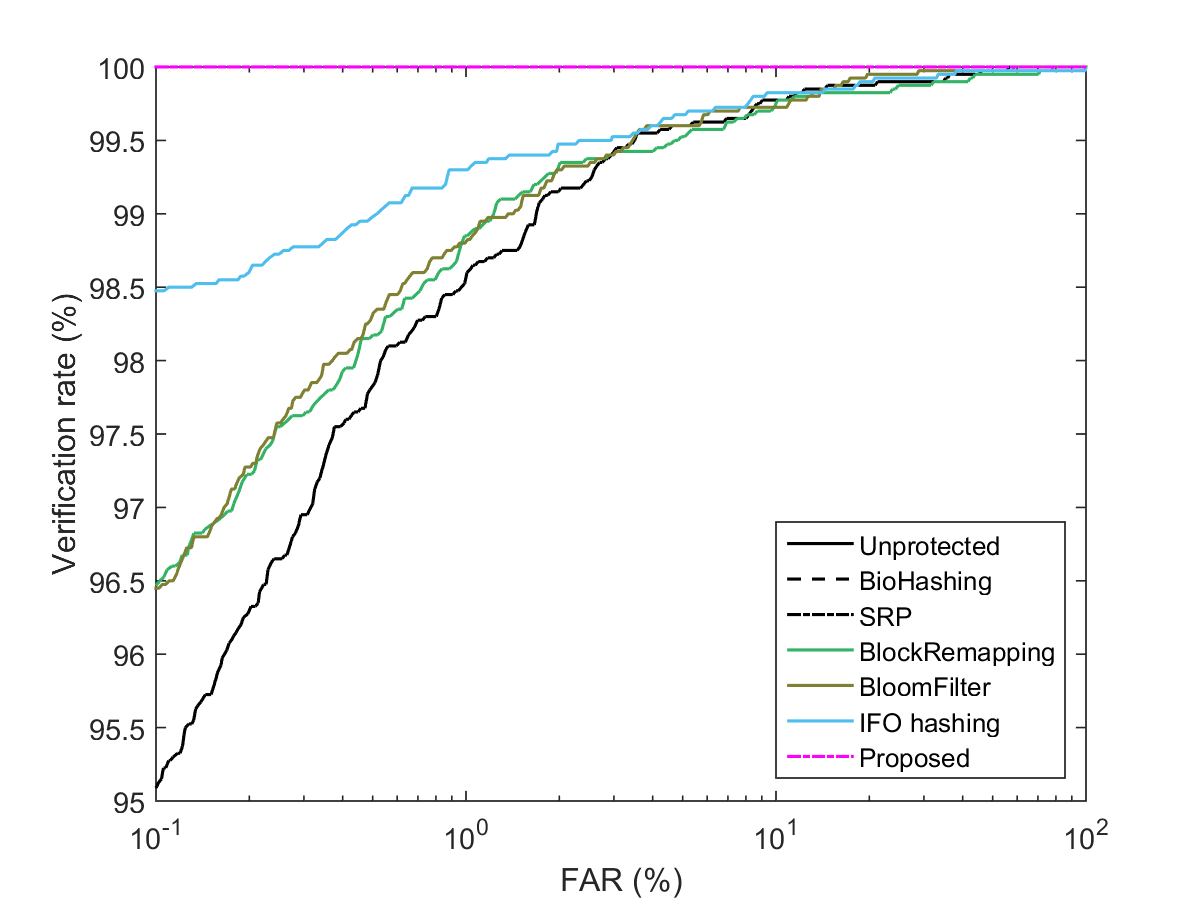 100
99.5
99
98.5
98
97.5
97
96.5
96
95.5
95
Verification rate (%)
10^-1
10^0
10^1
10^2
FAR (%)
Unprotected
BioHashing
SRP
BlockRemapping
BloomFilter
IFO hashing
Proposed